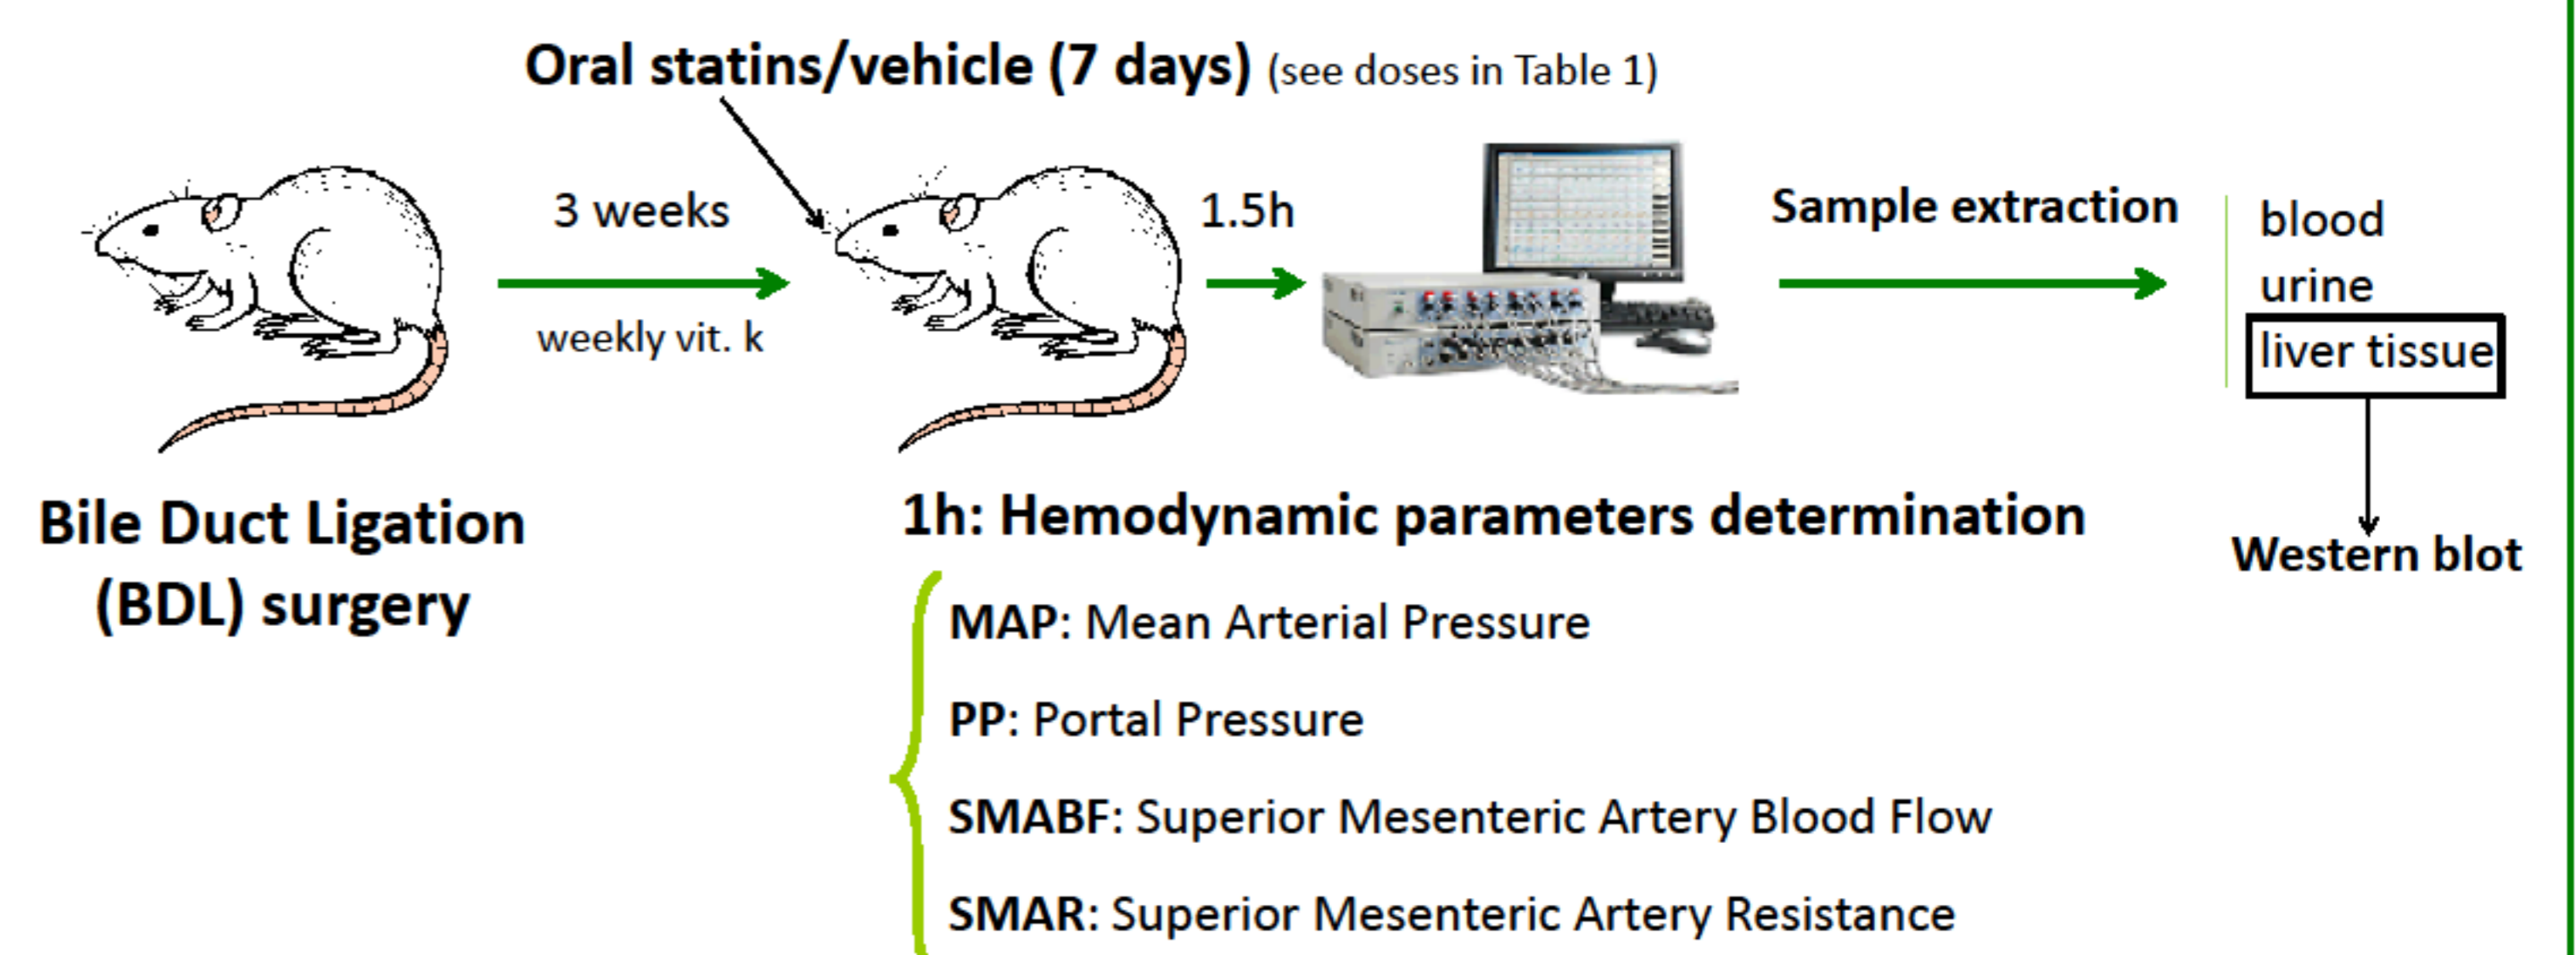 Oral statins/vehicle (7 days) (see doses in Table 1)
3 weeks
weekly vit. k
1.5h
Sample extraction
blood
urine
liver tissue
Western blot
Bile Duct Ligation
(BDL) surgery
1h: Hemodynamic parameters determination
MAP: Mean Arterial Pressure
PP: Portal Pressure
SMABF: Superior Mesenteric Artery Blood Flow
SMAR: Superior Mesenteric Artery Resistance